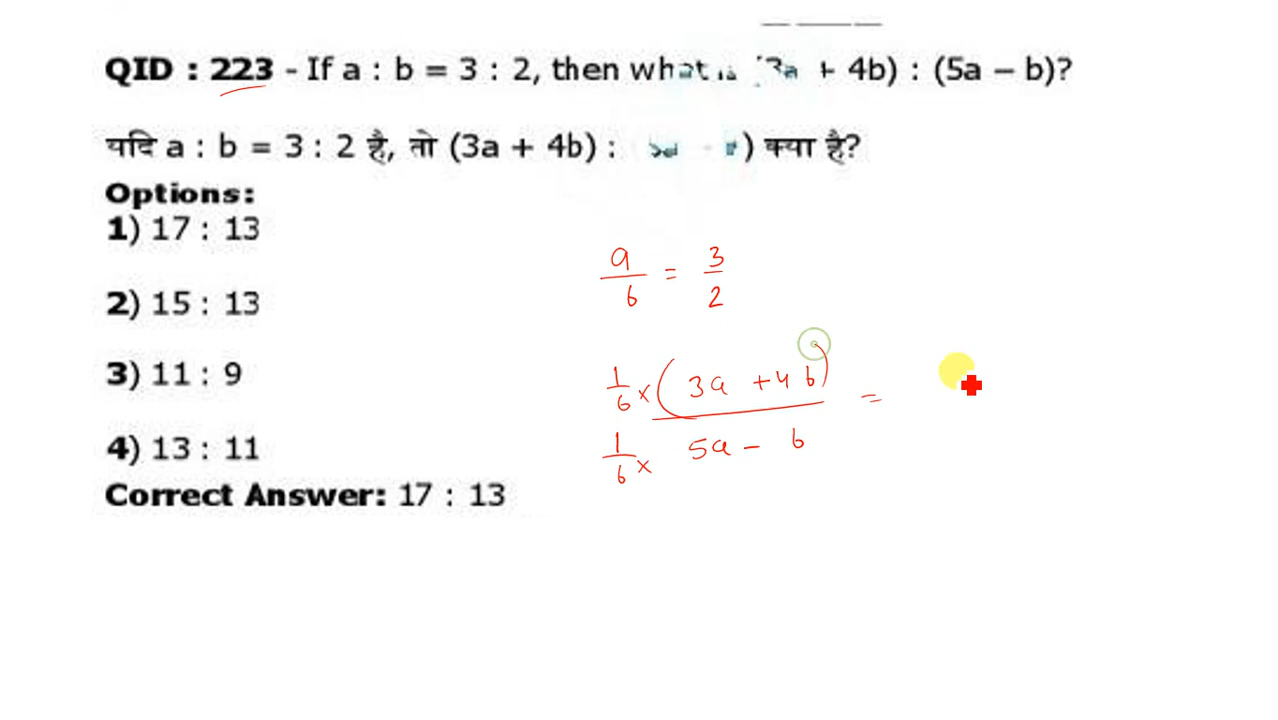 QID : 223 - If a : b = 3 : 2, then what is (3a + 4b) : (5a – b)?
यदि a : b = 3 : 2 है, तो (3a + 4b) : ) क्या है?
Options:
1) 17 : 13
2) 15 : 13
3) 11 : 9
4) 13 : 11
Correct Answer: 17 : 13
a/b = 3/2
1/b × (3a + 4b)
=
1/b × 5a – b